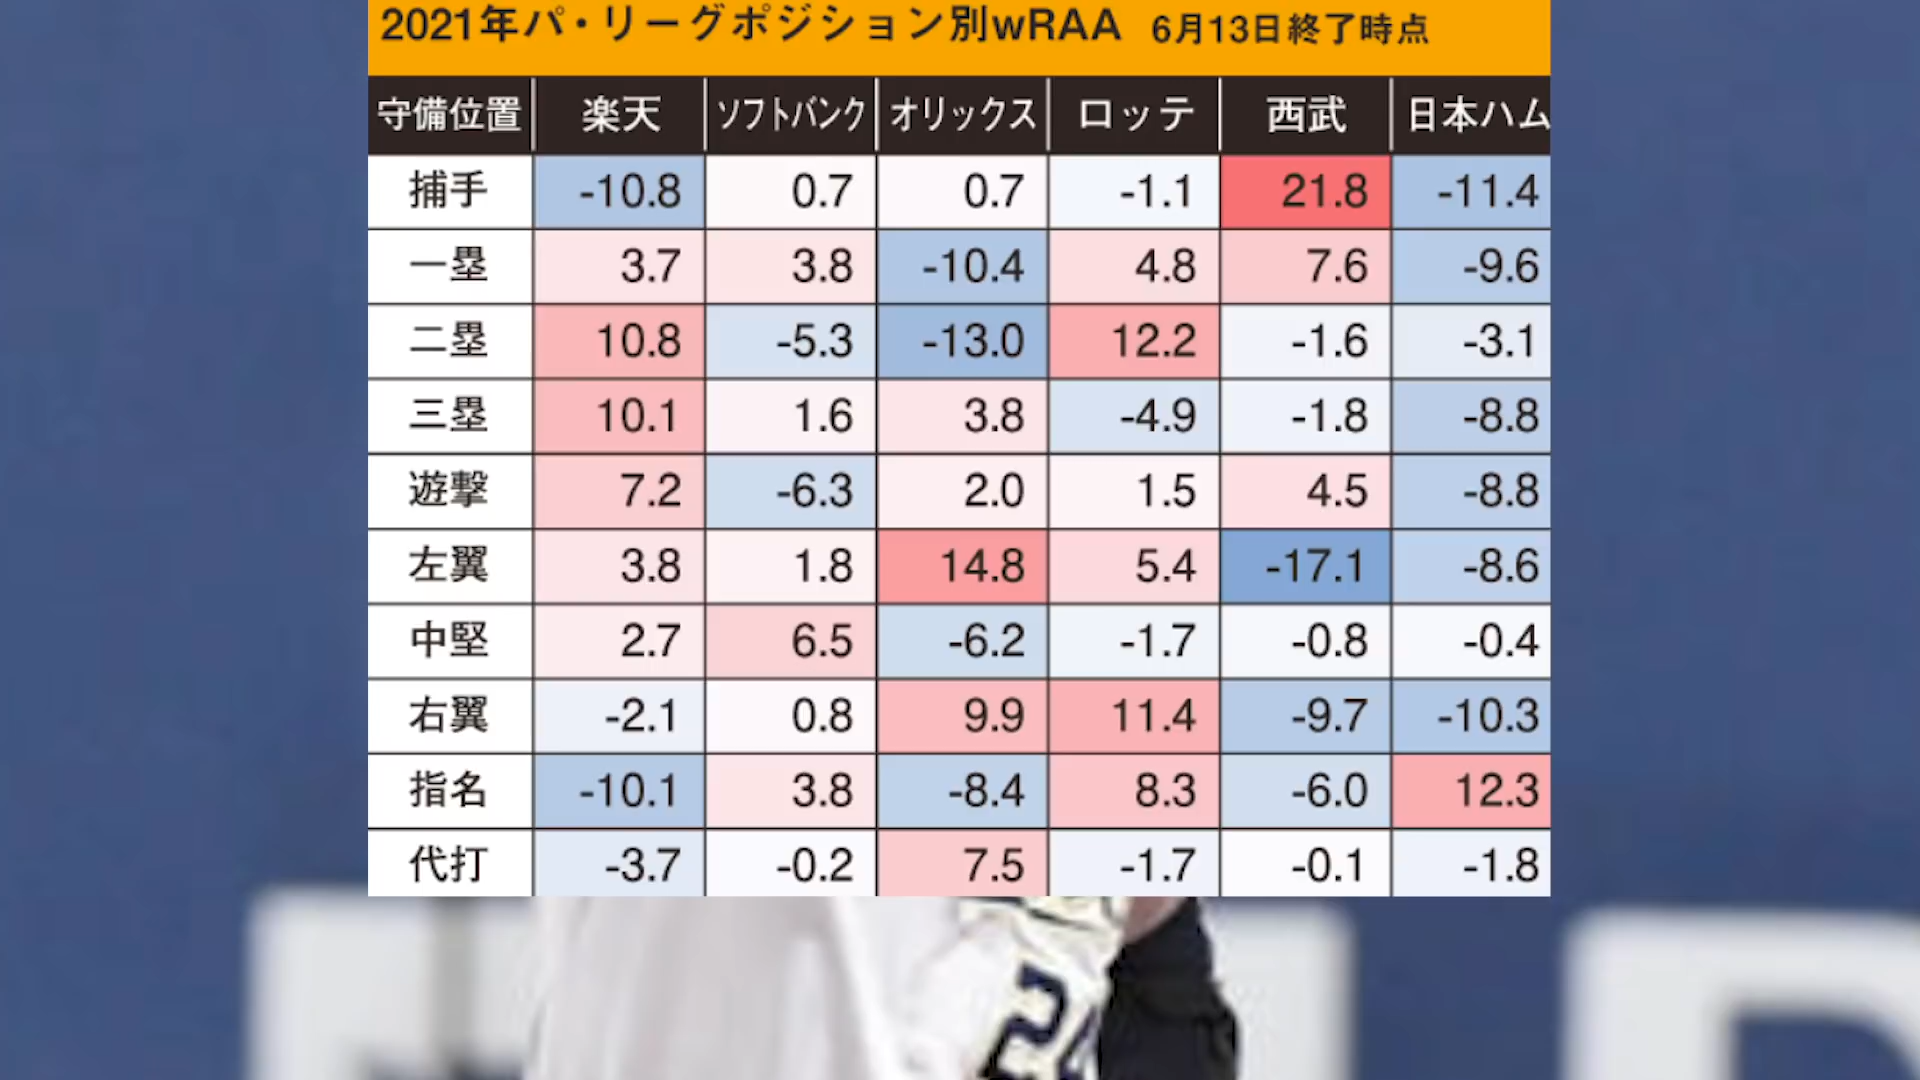 2021年パ・リーグポジション別wRAA 6月13日終了時点
守備位置 楽天 ソフトバンク オリックス ロッテ 西武 日本ハム
捕手 -10.8 0.7 0.7 -1.1 21.8 -11.4
一塁 3.7 3.8 -10.4 4.8 7.6 -9.6
二塁 10.8 -5.3 -13.0 12.2 -1.6 -3.1
三塁 10.1 1.6 3.8 -4.9 -1.8 -8.8
遊撃 7.2 -6.3 2.0 1.5 4.5 -8.8
左翼 3.8 1.8 14.8 5.4 -17.1 -8.6
中堅 2.7 6.5 -6.2 -1.7 -0.8 -0.4
右翼 -2.1 0.8 9.9 11.4 -9.7 -10.3
指名 -10.1 3.8 -8.4 8.3 -6.0 12.3
代打 -3.7 -0.2 7.5 -1.7 -0.1 -1.8